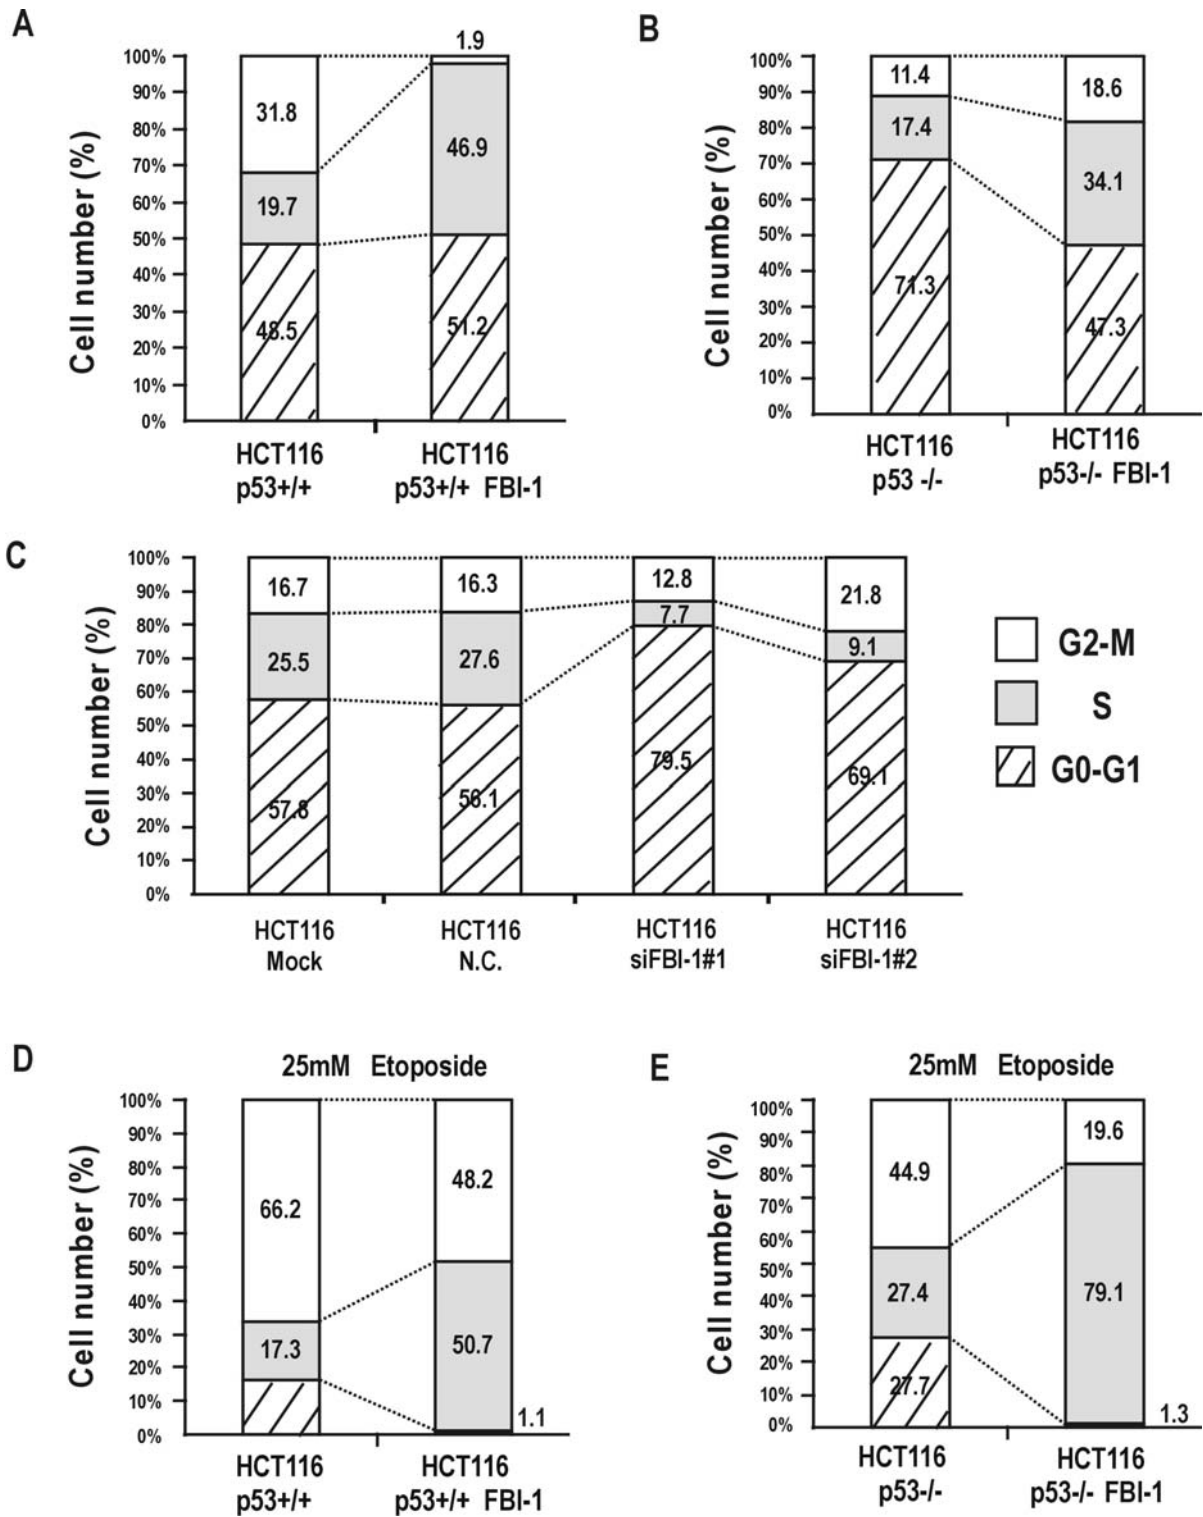 A
Cell number (%)
100%
90%
80%
70%
60%
50%
40%
30%
20%
10%
0%
31.8
19.7
48.5
1.9
46.9
51.2
HCT116
p53+/+
HCT116
p53+/+ FBI-1
B
Cell number (%)
100%
90%
80%
70%
60%
50%
40%
30%
20%
10%
0%
11.4
17.4
71.3
18.6
34.1
47.3
HCT116
p53 -/-
HCT116
p53-/- FBI-1
C
Cell number (%)
100%
90%
80%
70%
60%
50%
40%
30%
20%
10%
0%
16.7
25.5
57.8
16.3
27.6
56.1
12.8
7.7
79.5
21.8
9.1
69.1
HCT116
Mock
HCT116
N.C.
HCT116
siFBI-1#1
HCT116
siFBI-1#2
G2-M
S
G0-G1
D
25mM Etoposide
Cell number (%)
100%
90%
80%
70%
60%
50%
40%
30%
20%
10%
0%
66.2
17.3
48.2
50.7
1.1
HCT116
p53+/+
HCT116
p53+/+ FBI-1
E
25mM Etoposide
Cell number (%)
100%
90%
80%
70%
60%
50%
40%
30%
20%
10%
0%
44.9
27.4
27.7
19.6
79.1
1.3
HCT116
p53-/-
HCT116
p53-/- FBI-1